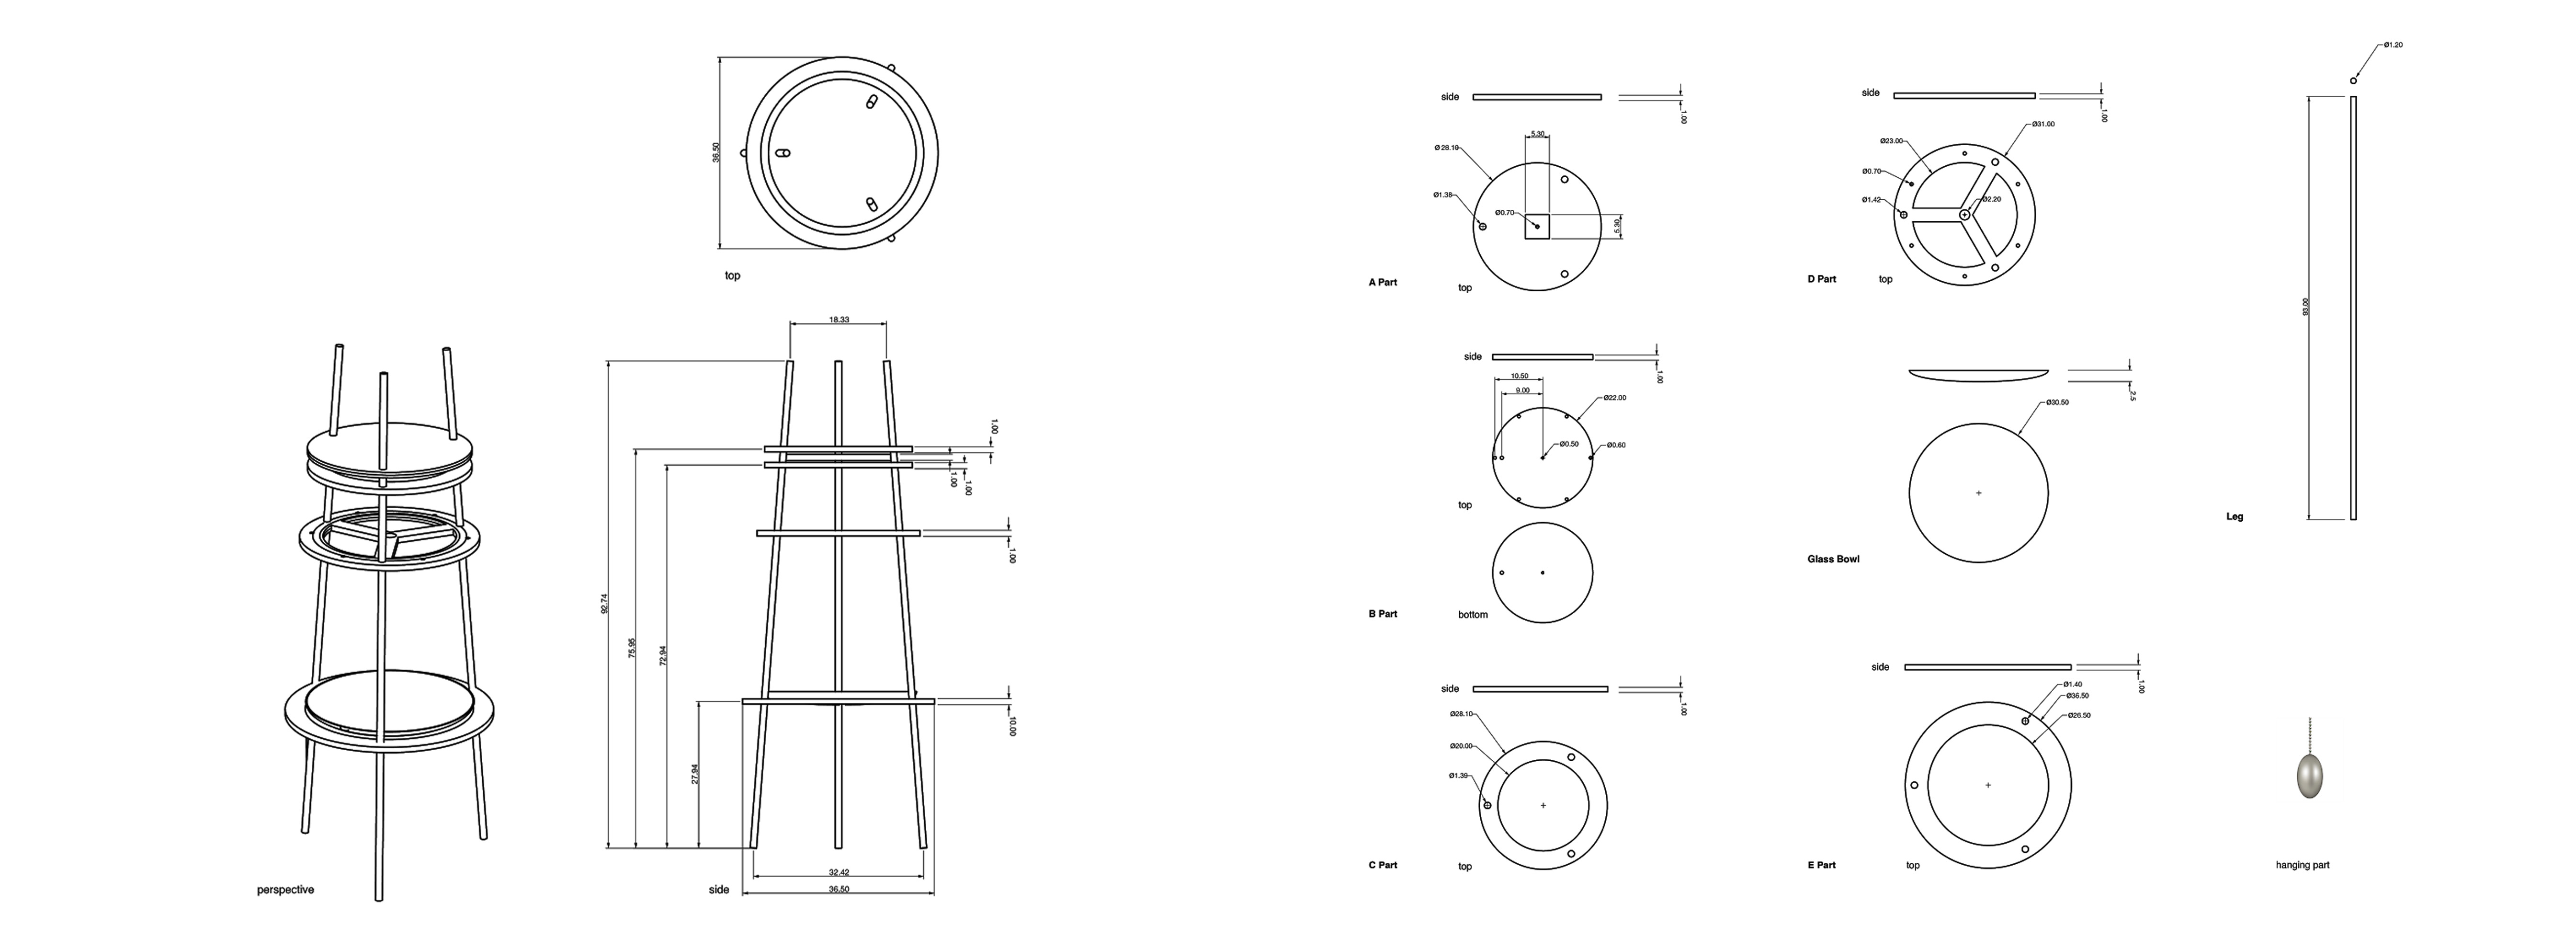 36.50
top
perspective
18.33
92.74
75.95
72.94
27.94
1.00
1.00
1.00
1.00
10.00
32.42
36.50
side
side
1.00
5.30
Ø 28.10
Ø1.38
Ø0.70
5.30
A Part
top
side
1.00
10.50
9.00
Ø22.00
Ø0.50
Ø0.60
top
B Part
bottom
side
1.00
Ø28.10
Ø20.00
Ø1.39
C Part
top
side
1.00
Ø31.00
Ø23.00
Ø0.70
Ø1.42
Ø2.20
D Part
top
2.5
Ø30.50
Glass Bowl
side
1.00
Ø1.40
Ø36.50
Ø26.50
E Part
top
Ø1.20
93.00
Leg
hanging part